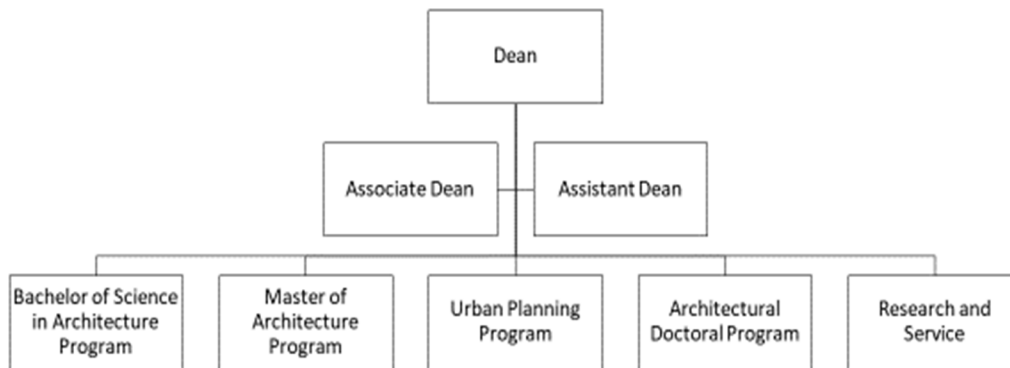 Dean
Associate Dean
Assistant Dean
Bachelor of Science
in Architecture
Program
Master of
Architecture
Program
Urban Planning
Program
Architectural
Doctoral Program
Research and
Service